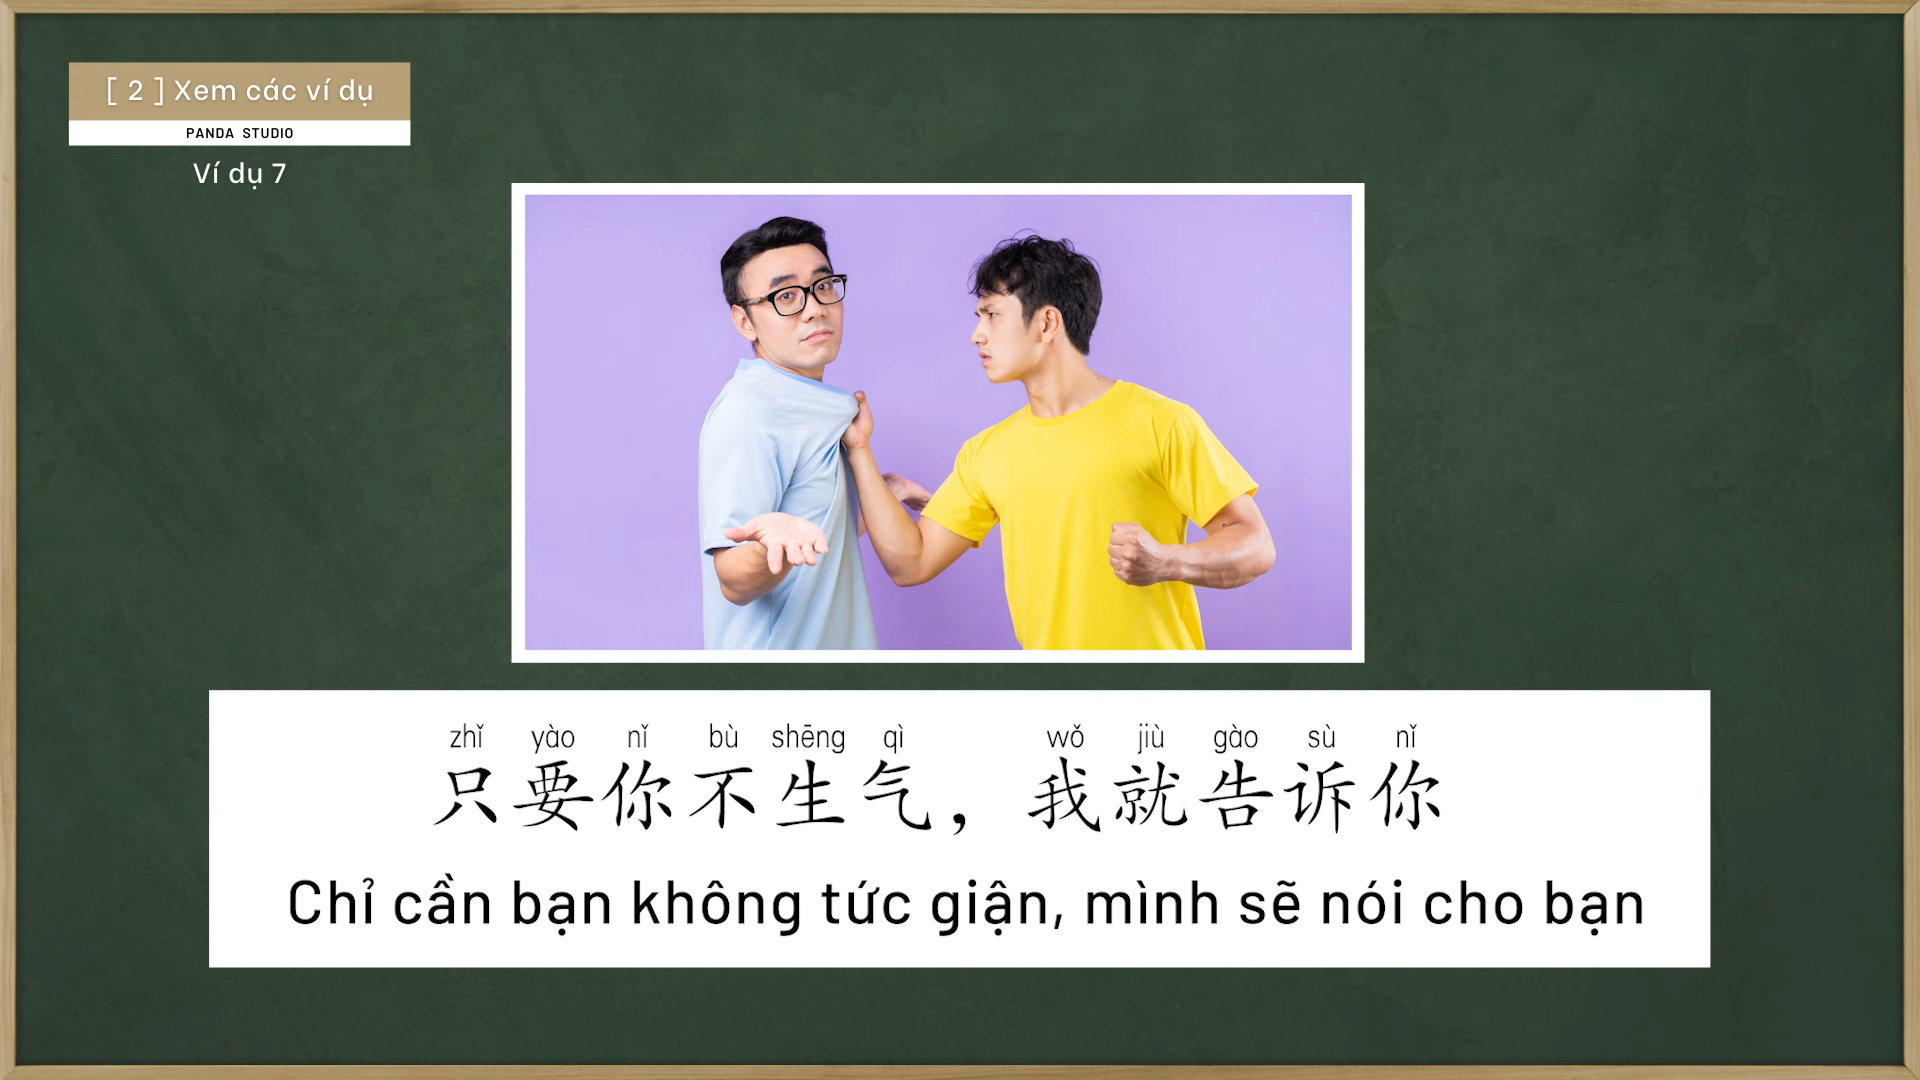 [ 2 ] Xem các ví dụ
PANDA STUDIO
Ví dụ 7
zhǐ yào nǐ bù shēng qì wǒ jiù gào sù nǐ
只要你不生气，我就告诉你
Chỉ cần bạn không tức giận, mình sẽ nói cho bạn